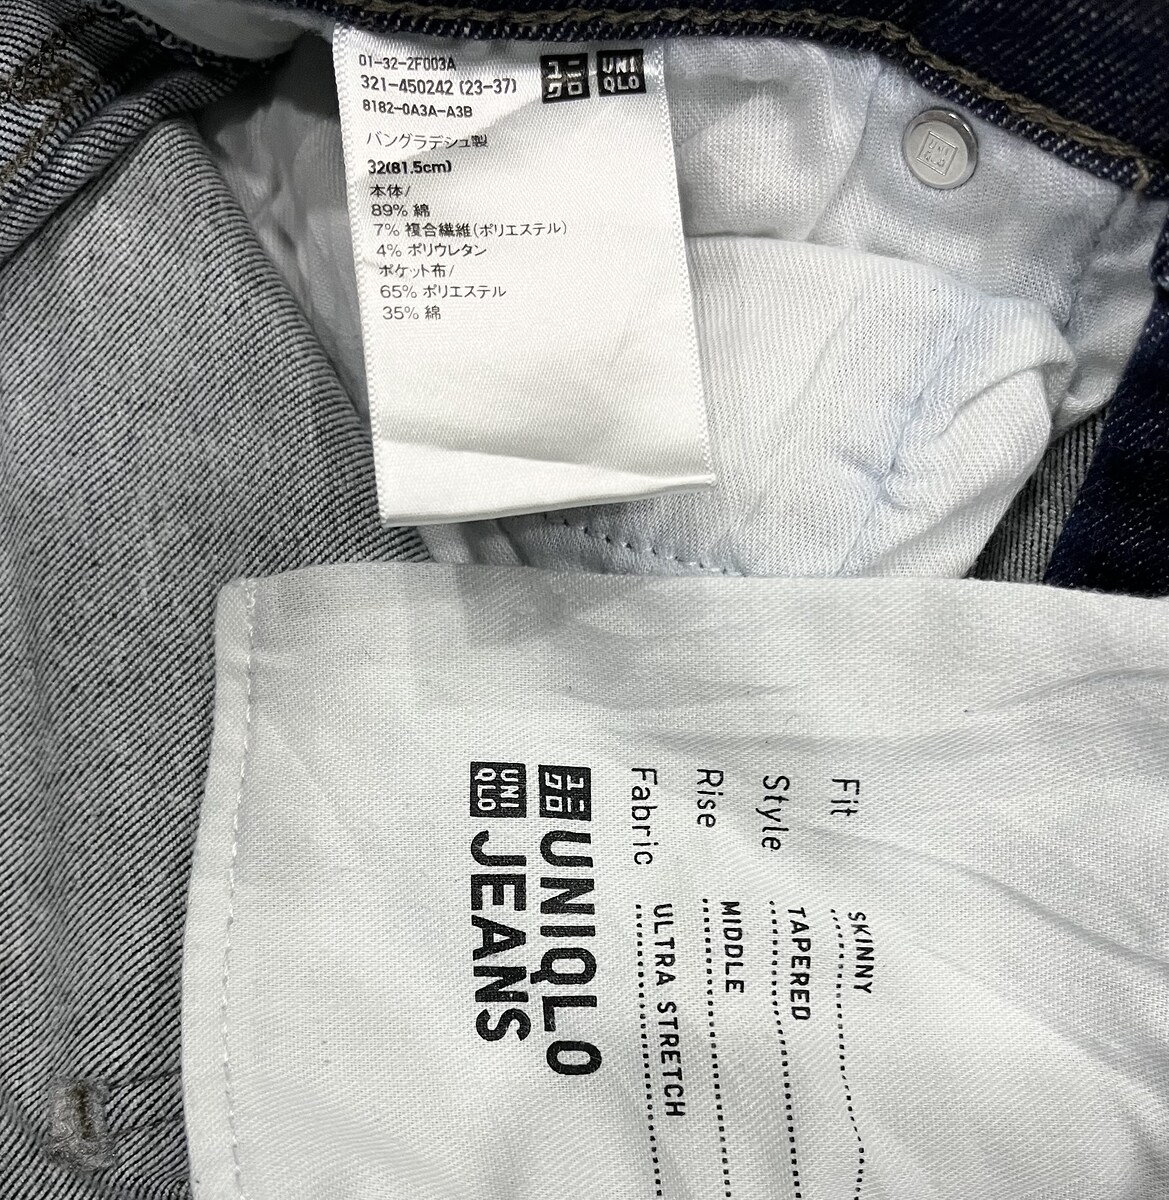 01-32-2F003A
321-450242 (23-37)
8182-0A3A-A3B
ユニクロ
UNIQLO
バングラデシュ製
32(81.5cm)
本体/
89% 綿
7% 複合繊維(ポリエステル)
4% ポリウレタン
ポケット布/
65% ポリエステル
35% 綿
UNIQLO
Fit SKINNY
Style TAPERED
Rise MIDDLE
Fabric ULTRA STRETCH
ユニクロ UNIQLO
UNIQLO JEANS